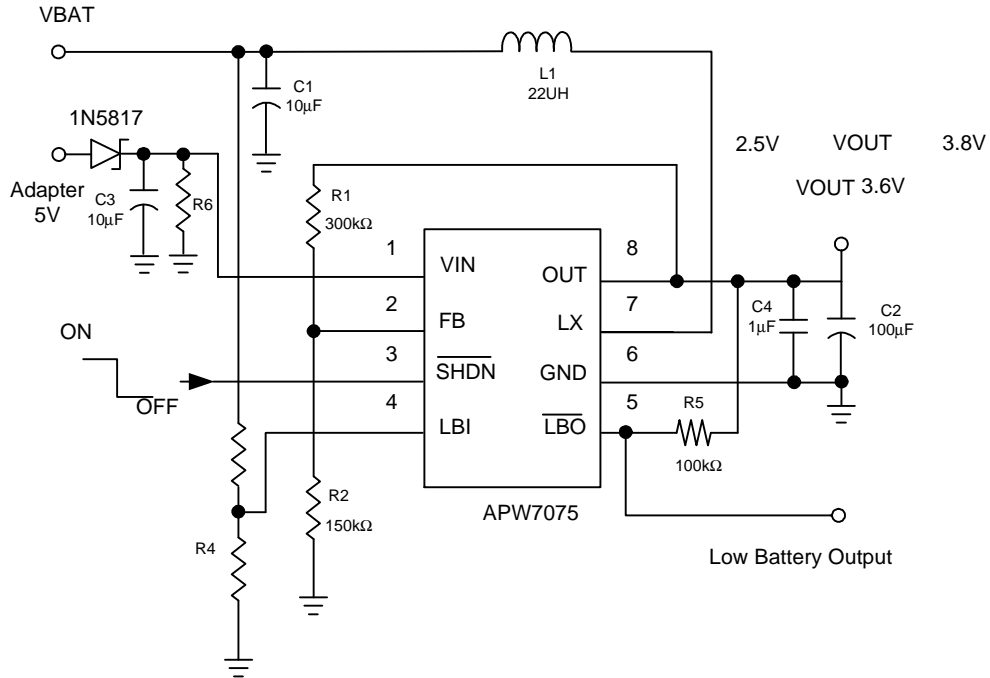 VBAT
C1
10μF
L1
22UH
1N5817
Adapter
5V
C3
10μF
R6
R1
300kΩ
2.5V VOUT 3.8V
VOUT 3.6V
1
VIN
2
FB
3
SHDN
4
LBI
8
OUT
7
LX
6
GND
5
LBO
APW7075
C4
1μF
C2
100μF
ON
OFF
R5
100kΩ
R2
150kΩ
R4
Low Battery Output